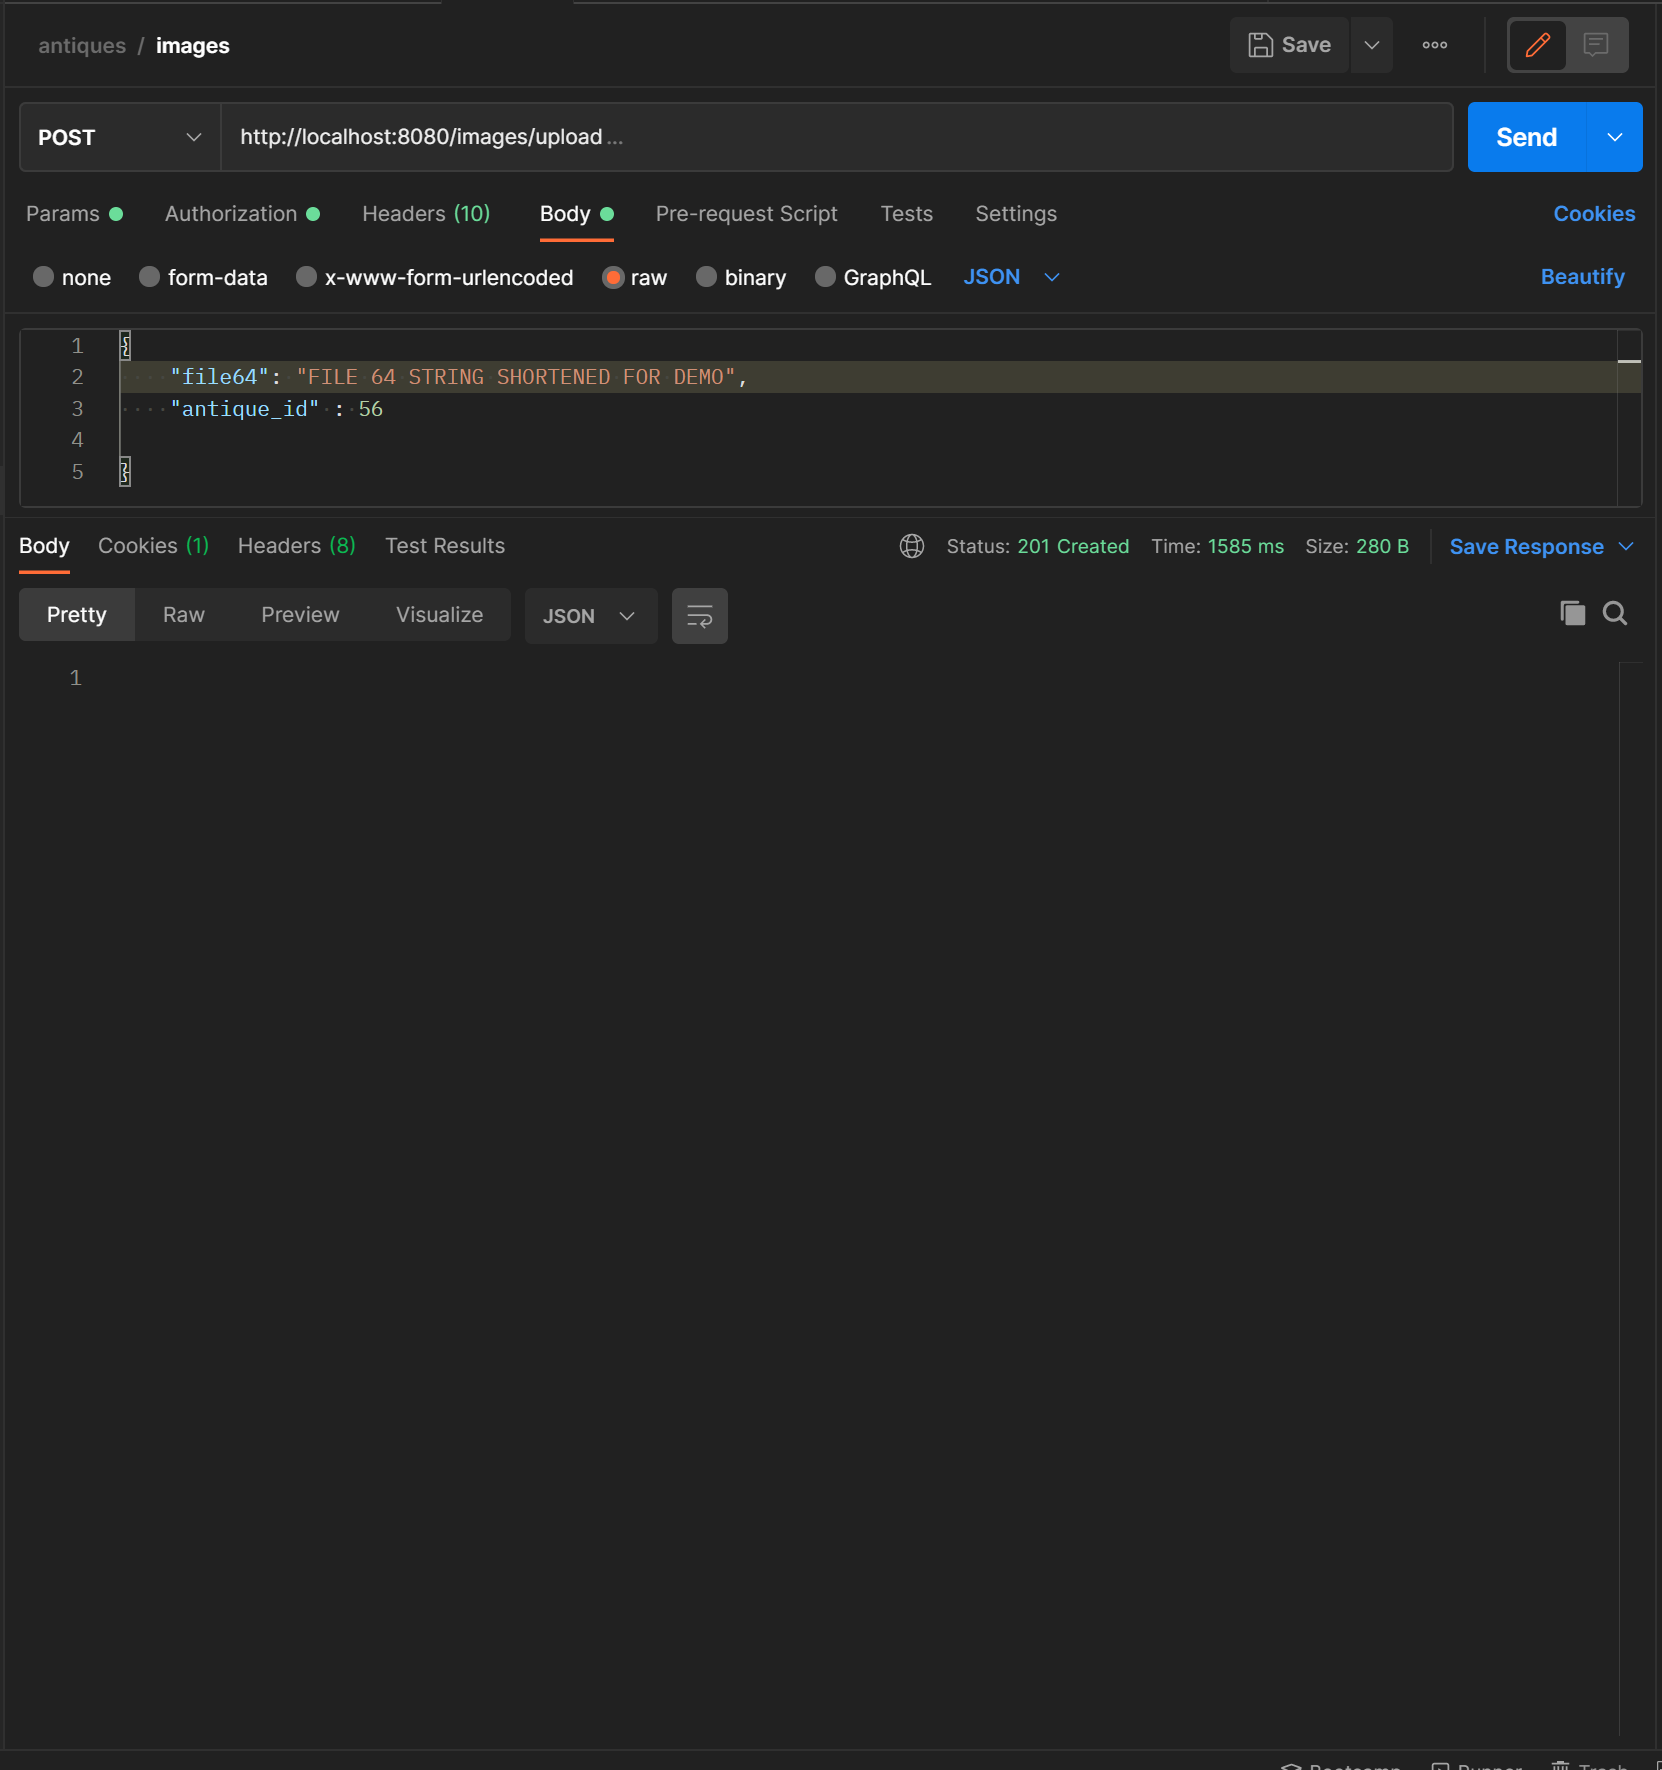 antiques / images
Save
POST http://localhost:8080/images/upload ... Send
Params Authorization Headers (10) Body Pre-request Script Tests Settings Cookies
none form-data x-www-form-urlencoded raw binary GraphQL JSON Beautify
1 {
2 "file64": "FILE 64 STRING SHORTENED FOR DEMO",
3 "antique_id" : 56
4
5 }
Body Cookies (1) Headers (8) Test Results Status: 201 Created Time: 1585 ms Size: 280 B Save Response
Pretty Raw Preview Visualize JSON
1
Bootcamp Runner Trash